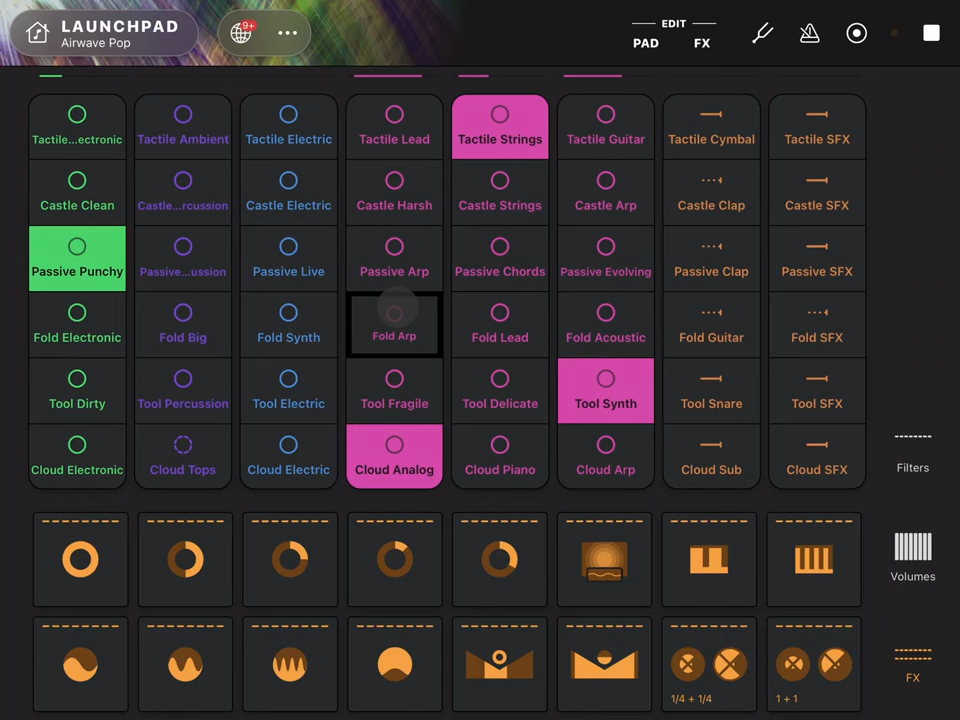 LAUNCHPAD
Airwave Pop
9+
EDIT
PAD FX
Tactile...ectronic Tactile Ambient Tactile Electric Tactile Lead Tactile Strings Tactile Guitar Tactile Cymbal Tactile SFX
Castle Clean Castle...rcussion Castle Electric Castle Harsh Castle Strings Castle Arp Castle Clap Castle SFX
Passive Punchy Passive...ussion Passive Live Passive Arp Passive Chords Passive Evolving Passive Clap Passive SFX
Fold Electronic Fold Big Fold Synth Fold Arp Fold Lead Fold Acoustic Fold Guitar Fold SFX
Tool Dirty Tool Percussion Tool Electric Tool Fragile Tool Delicate Tool Synth Tool Snare Tool SFX
Cloud Electronic Cloud Tops Cloud Electric Cloud Analog Cloud Piano Cloud Arp Cloud Sub Cloud SFX
Filters
Volumes
FX
1/4 + 1/4 1 + 1